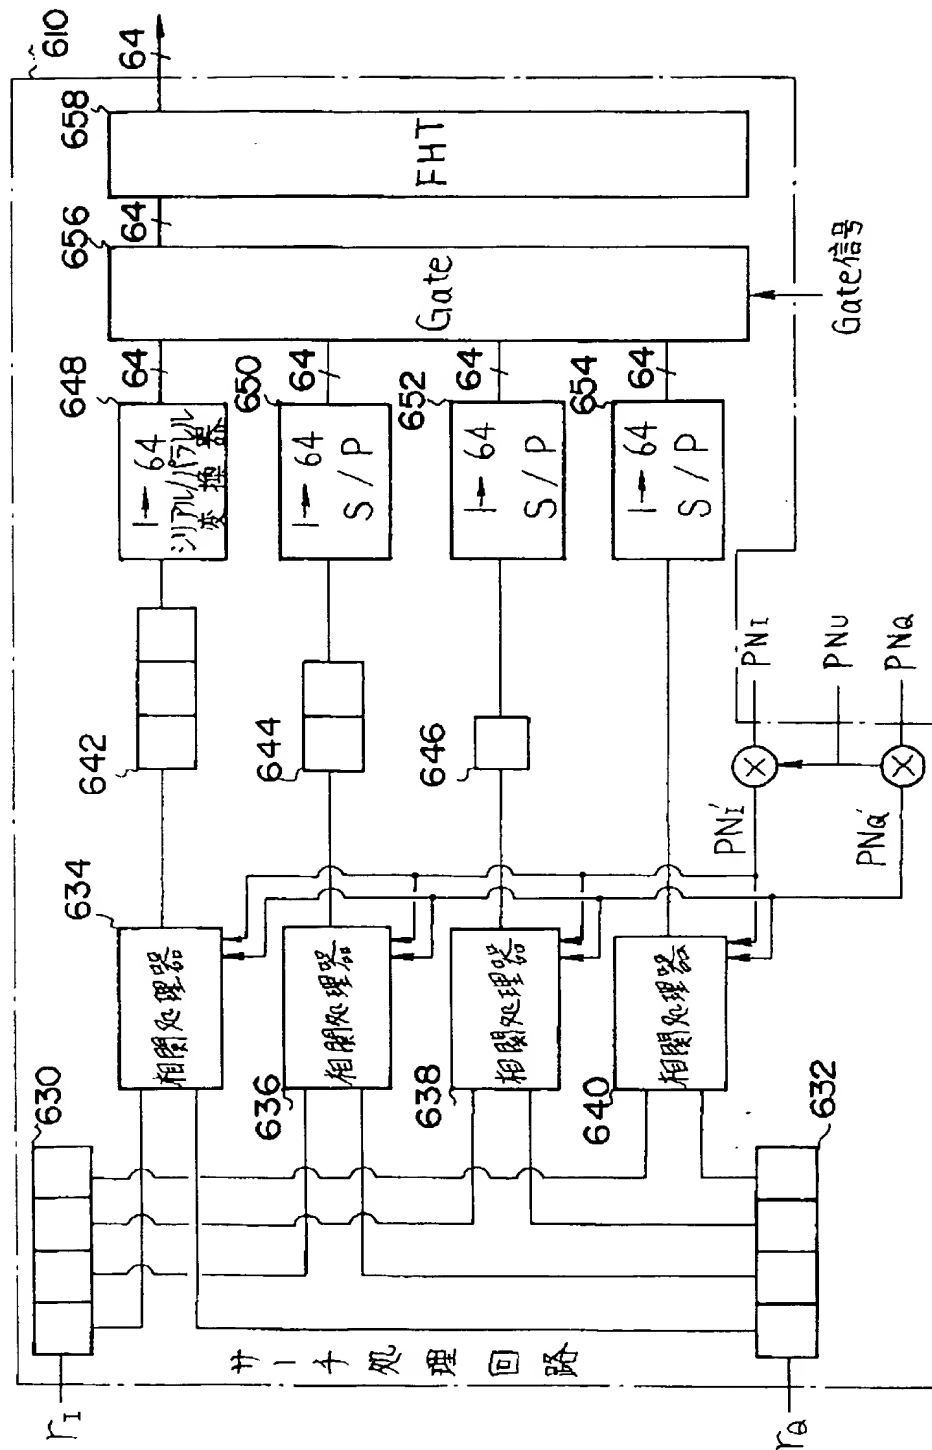 610
サーチ処理回路
rI
rQ
630
632
634
相関処理器
636
相関処理器
638
相関処理器
640
相関処理器
642
644
646
PNI'
PNQ'
PNI
PNU
PNQ
648
1→64
シリアル/パラレル
変換器
650
1→64
S/P
652
1→64
S/P
654
1→64
S/P
64
64
64
64
656
Gate
Gate信号
64
658
FHT
64